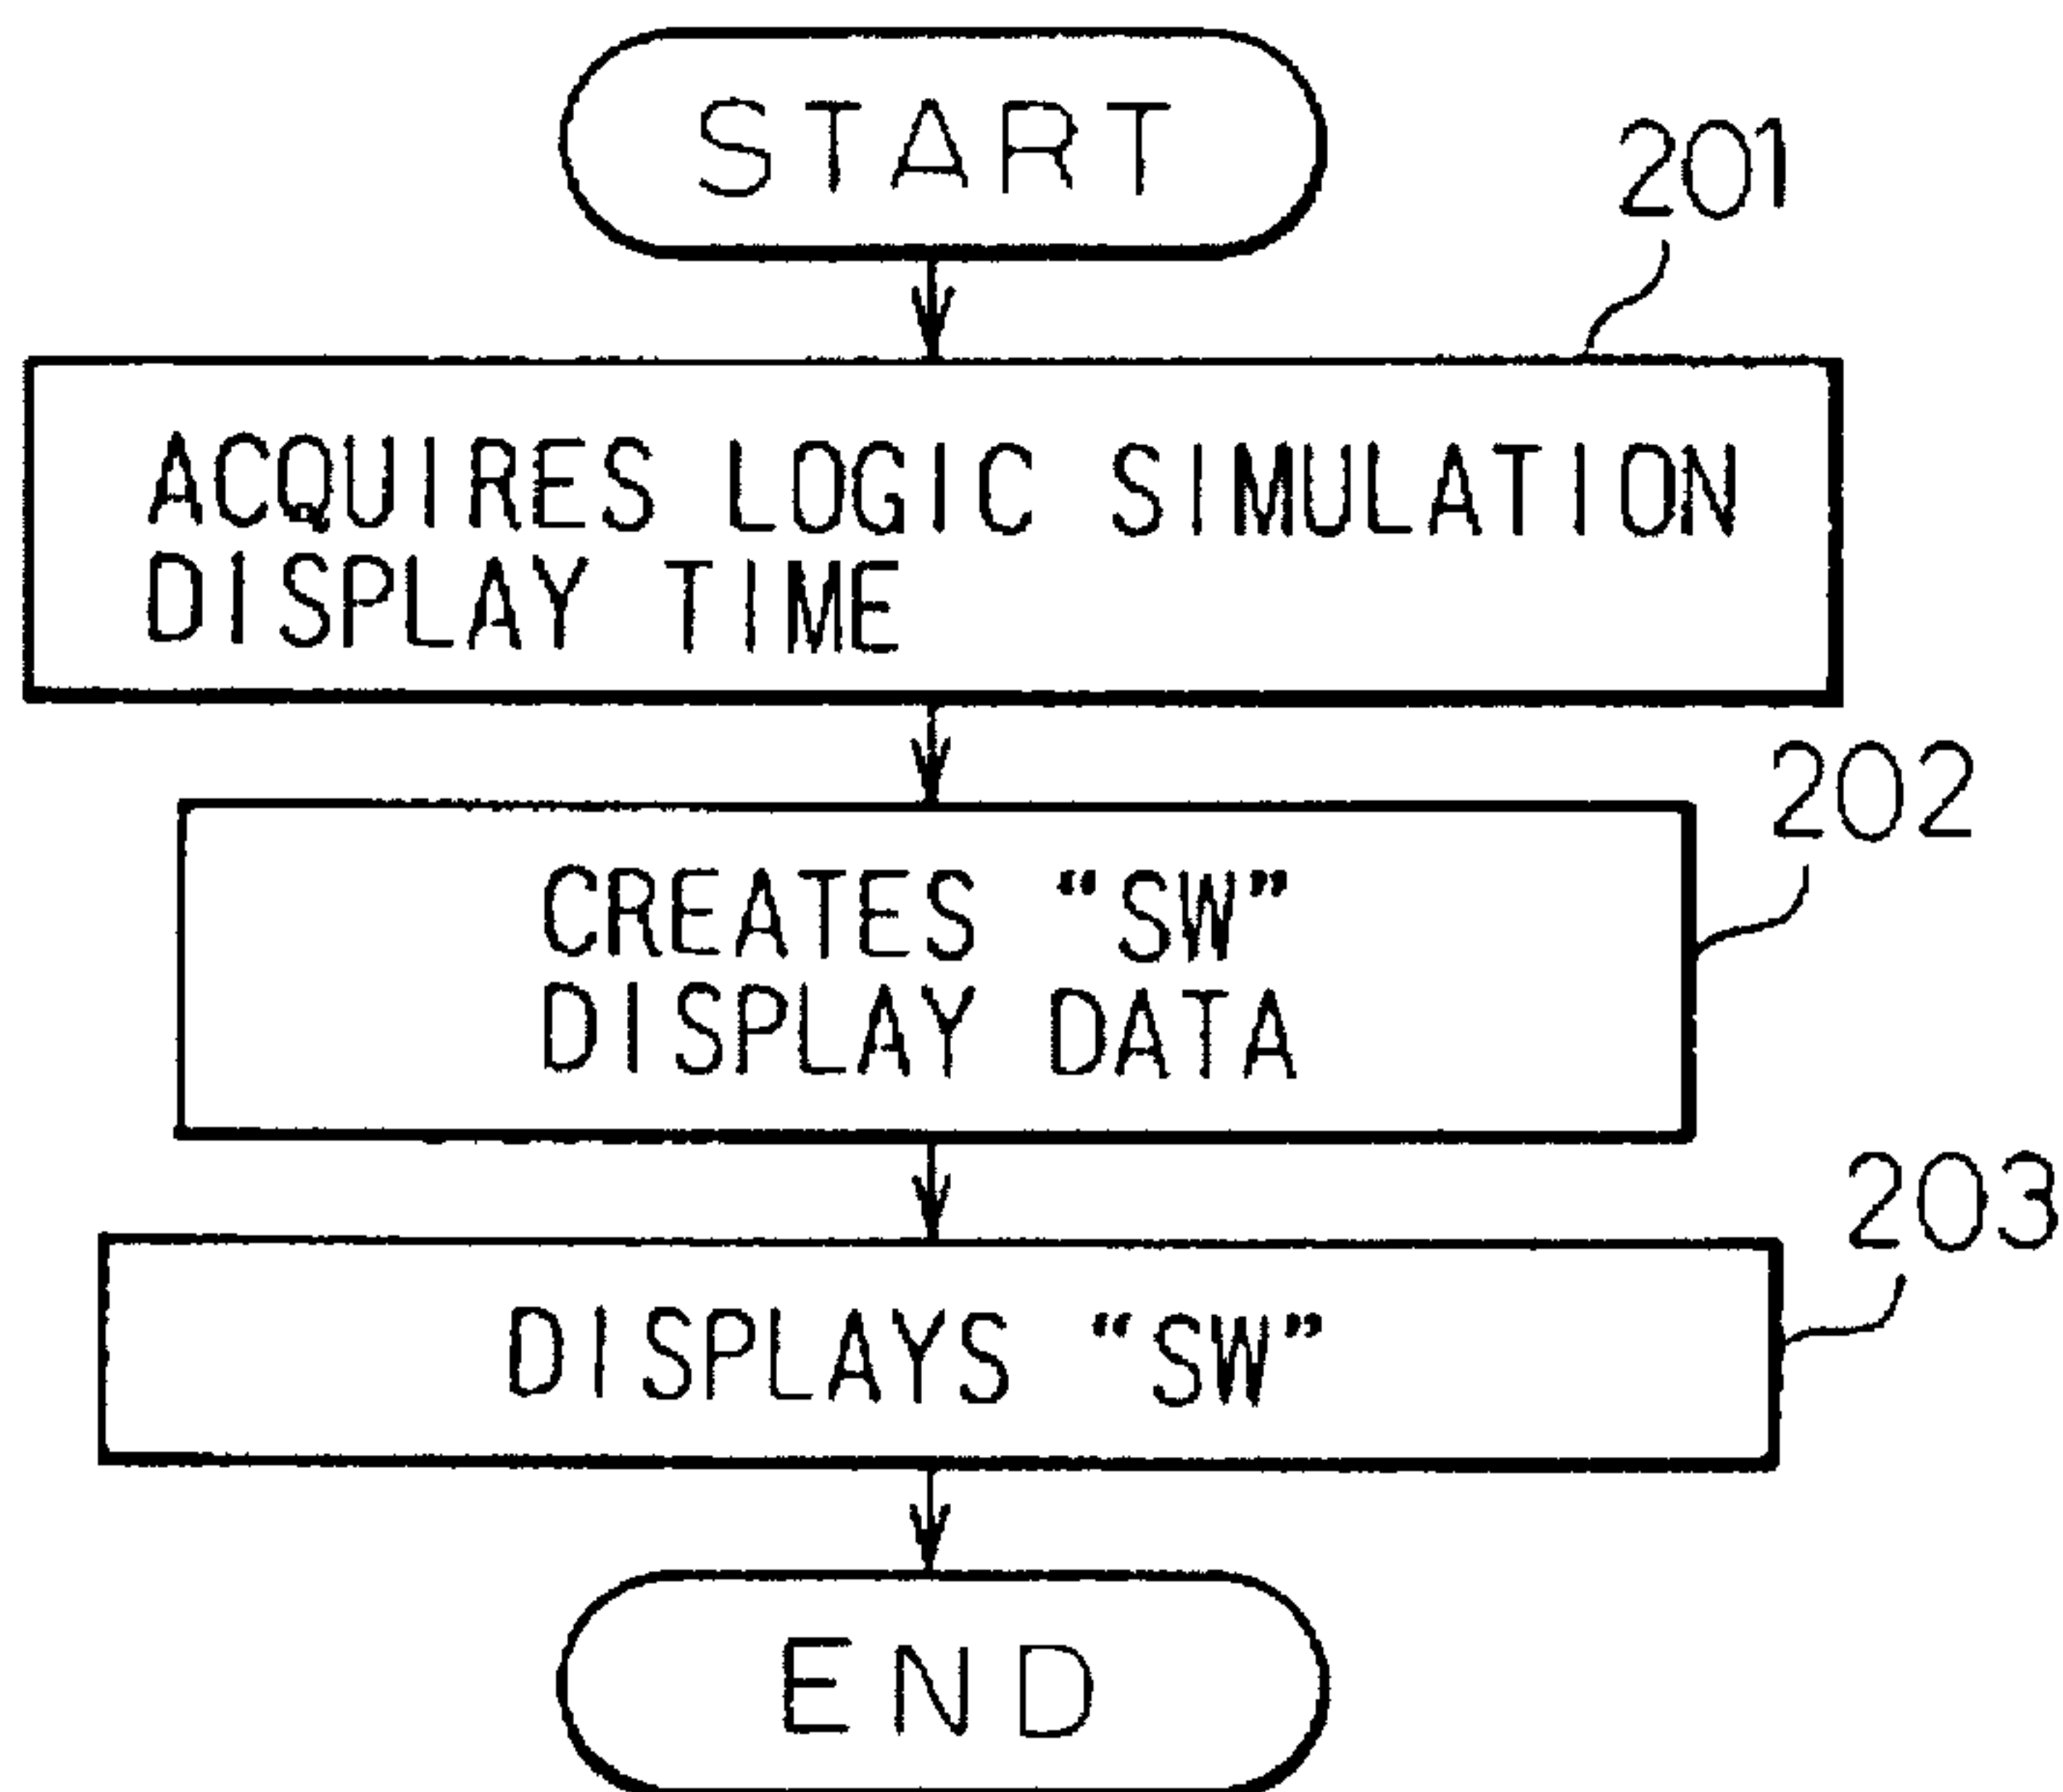 START
201
ACQUIRES LOGIC SIMULATION
DISPLAY TIME
202
CREATES “SW”
DISPLAY DATA
203
DISPLAYS “SW”
END